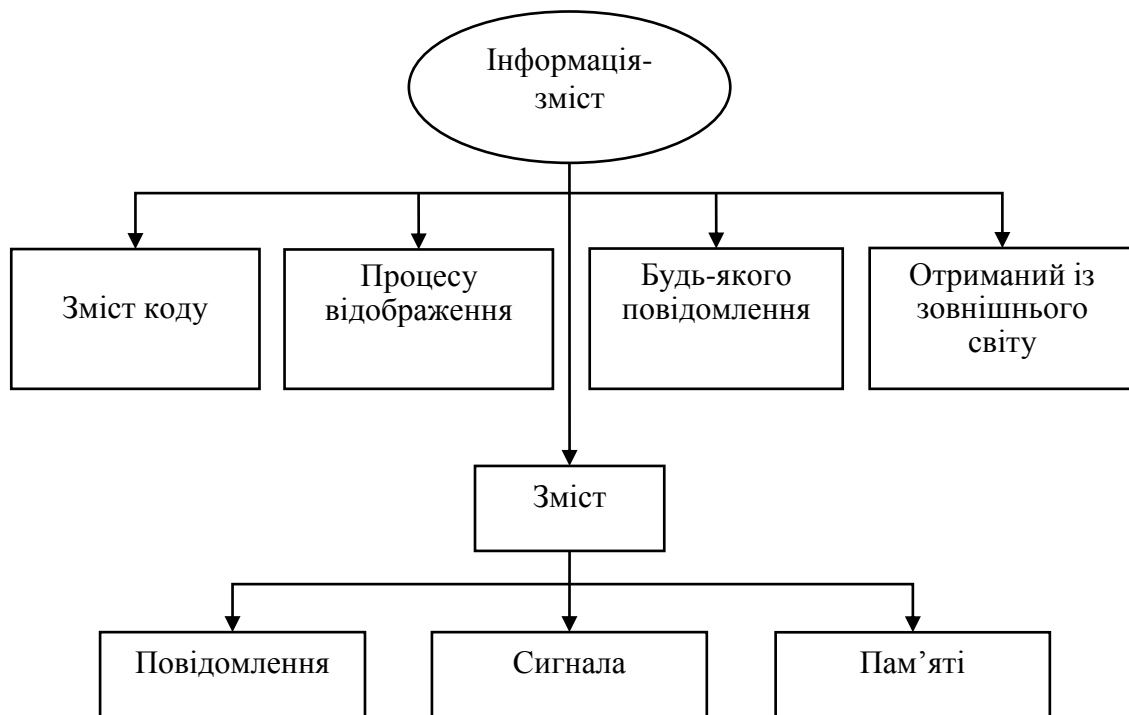 Інформація-
зміст
Зміст коду
Процесу
відображення
Будь-якого
повідомлення
Отриманий із
зовнішнього
світу
Зміст
Повідомлення
Сигнала
Пам’яті